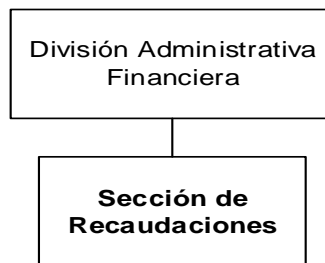 División Administrativa
Financiera
Sección de
Recaudaciones